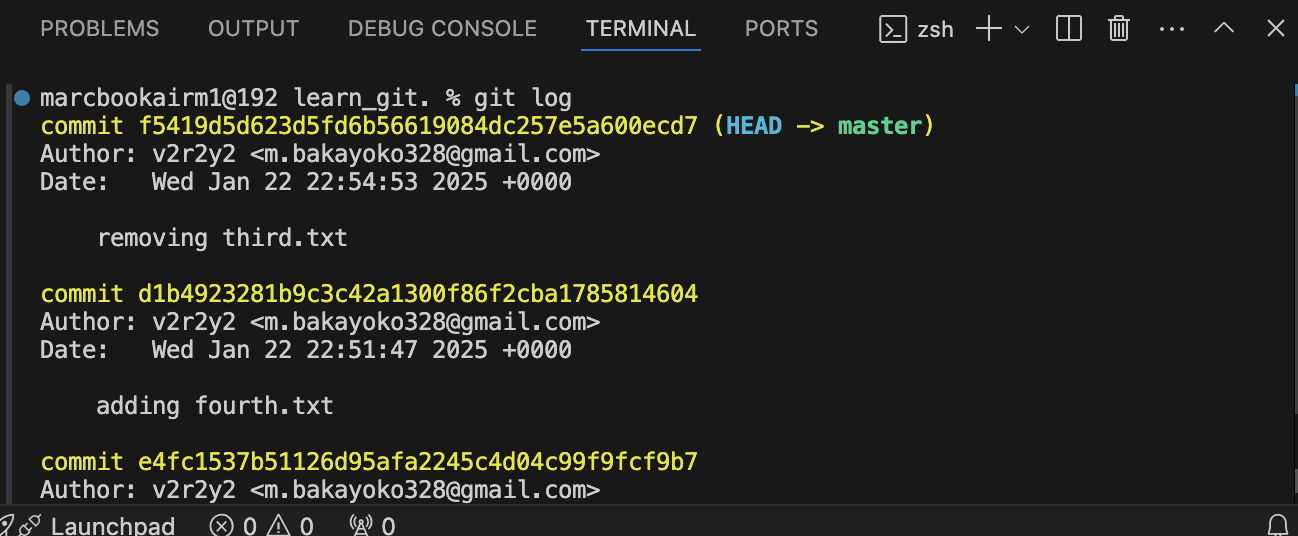 PROBLEMS OUTPUT DEBUG CONSOLE TERMINAL PORTS zsh
marcbookairm1@192 learn_git. % git log
commit f5419d5d623d5fd6b56619084dc257e5a600ecd7 (HEAD -> master)
Author: v2r2y2 <m.bakayoko328@gmail.com>
Date:   Wed Jan 22 22:54:53 2025 +0000
removing third.txt
commit d1b4923281b9c3c42a1300f86f2cba1785814604
Author: v2r2y2 <m.bakayoko328@gmail.com>
Date:   Wed Jan 22 22:51:47 2025 +0000
adding fourth.txt
commit e4fc1537b51126d95afa2245c4d04c99f9fcf9b7
Author: v2r2y2 <m.bakayoko328@gmail.com>
Launchpad 0 0 0